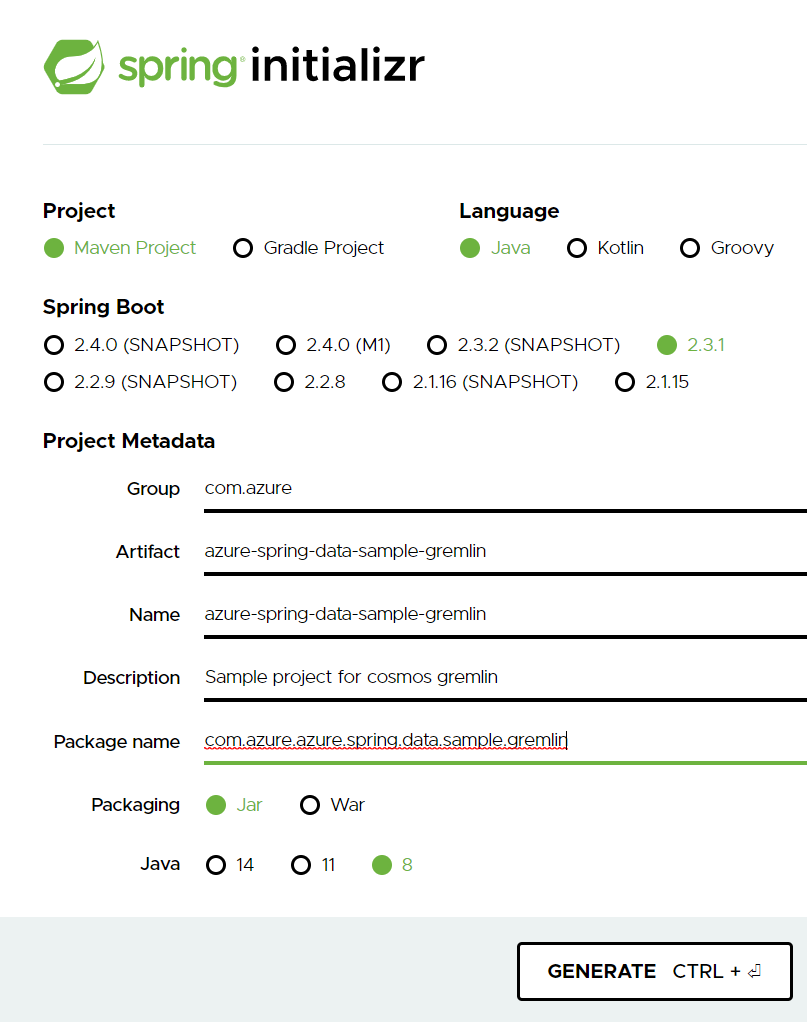 spring® initializr
Project
Language
Maven Project Gradle Project
Java Kotlin Groovy
Spring Boot
2.4.0 (SNAPSHOT) 2.4.0 (M1) 2.3.2 (SNAPSHOT) 2.3.1
2.2.9 (SNAPSHOT) 2.2.8 2.1.16 (SNAPSHOT) 2.1.15
Project Metadata
Group com.azure
Artifact azure-spring-data-sample-gremlin
Name azure-spring-data-sample-gremlin
Description Sample project for cosmos gremlin
Package name com.azure.azure.spring.data.sample.gremlin
Packaging Jar War
Java 14 11 8
GENERATE CTRL + ⏎